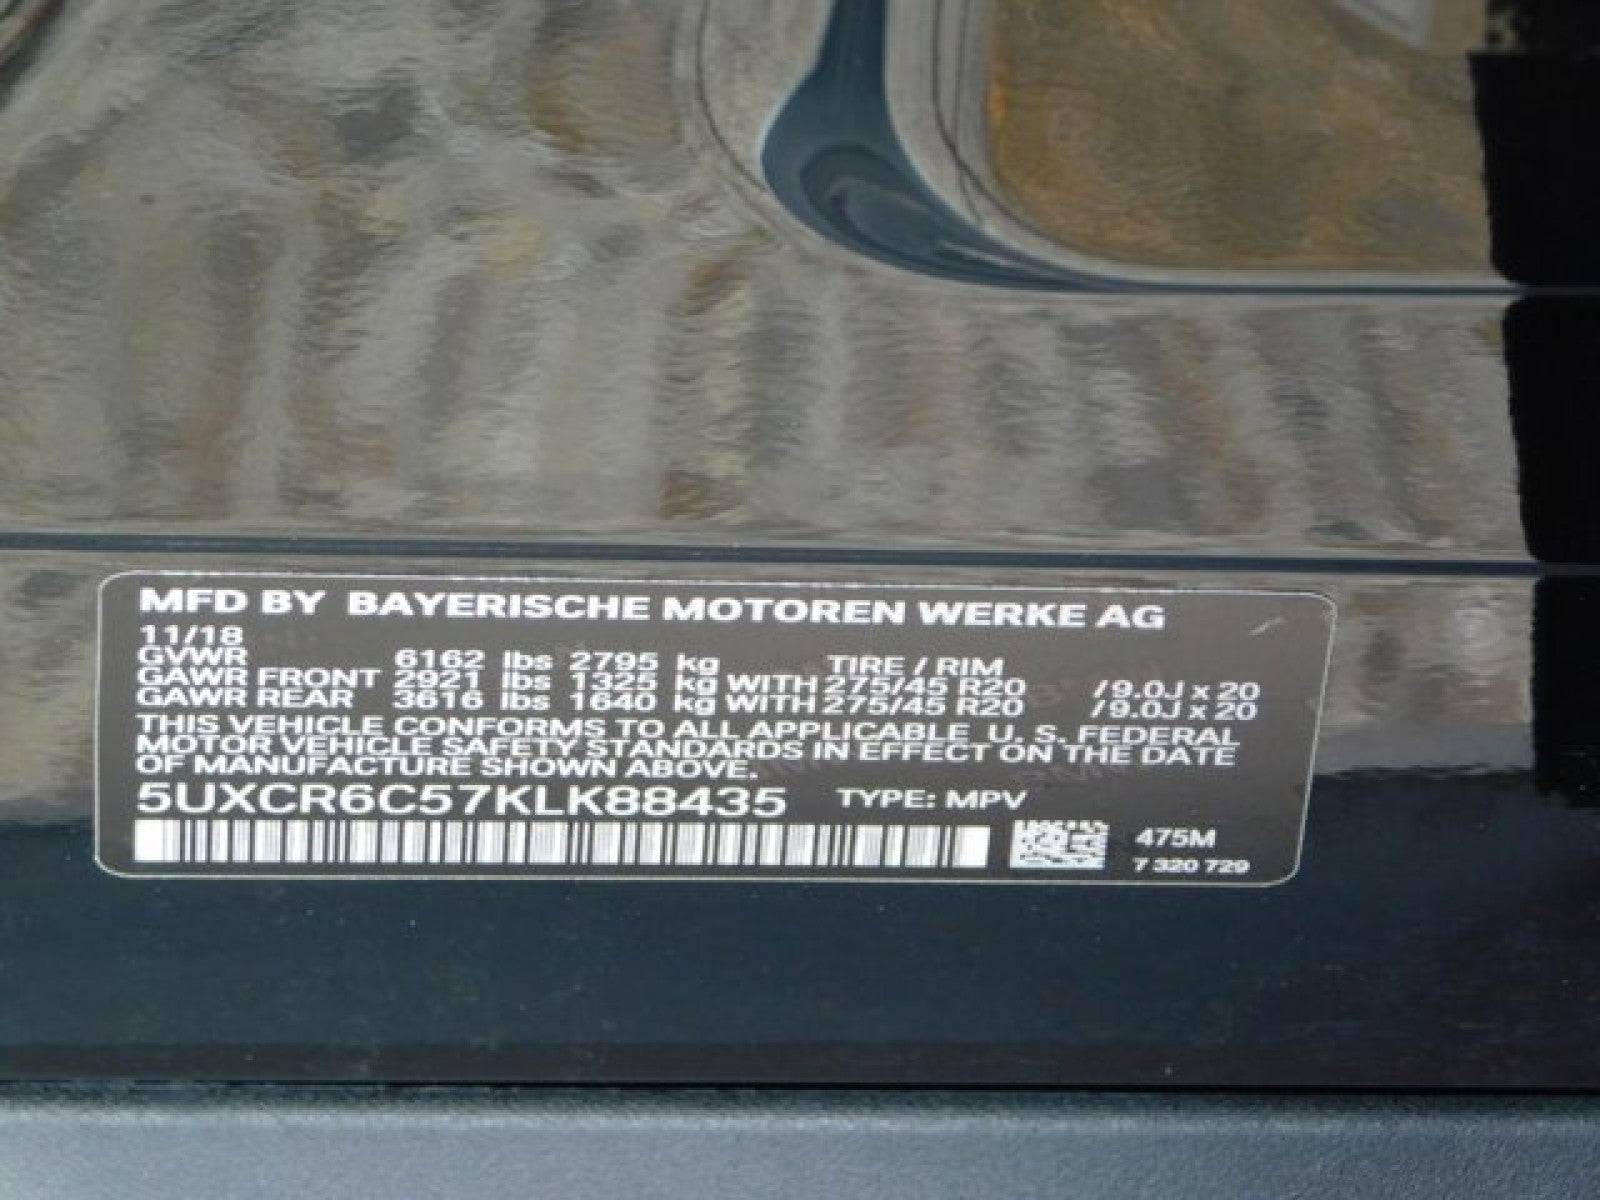 MFD BY BAYERISCHE MOTOREN WERKE AG
11/18
GVWR 6162 lbs 2795 kg TIRE / RIM
GAWR FRONT 2921 lbs 1325 kg WITH 275/45 R20 / 9.0J x 20
GAWR REAR 3616 lbs 1640 kg WITH 275/45 R20 / 9.0J x 20
THIS VEHICLE CONFORMS TO ALL APPLICABLE U. S. FEDERAL
MOTOR VEHICLE SAFETY STANDARDS IN EFFECT ON THE DATE
OF MANUFACTURE SHOWN ABOVE.
5UXCR6C57KLK88435 TYPE: MPV
475M
7 320 729